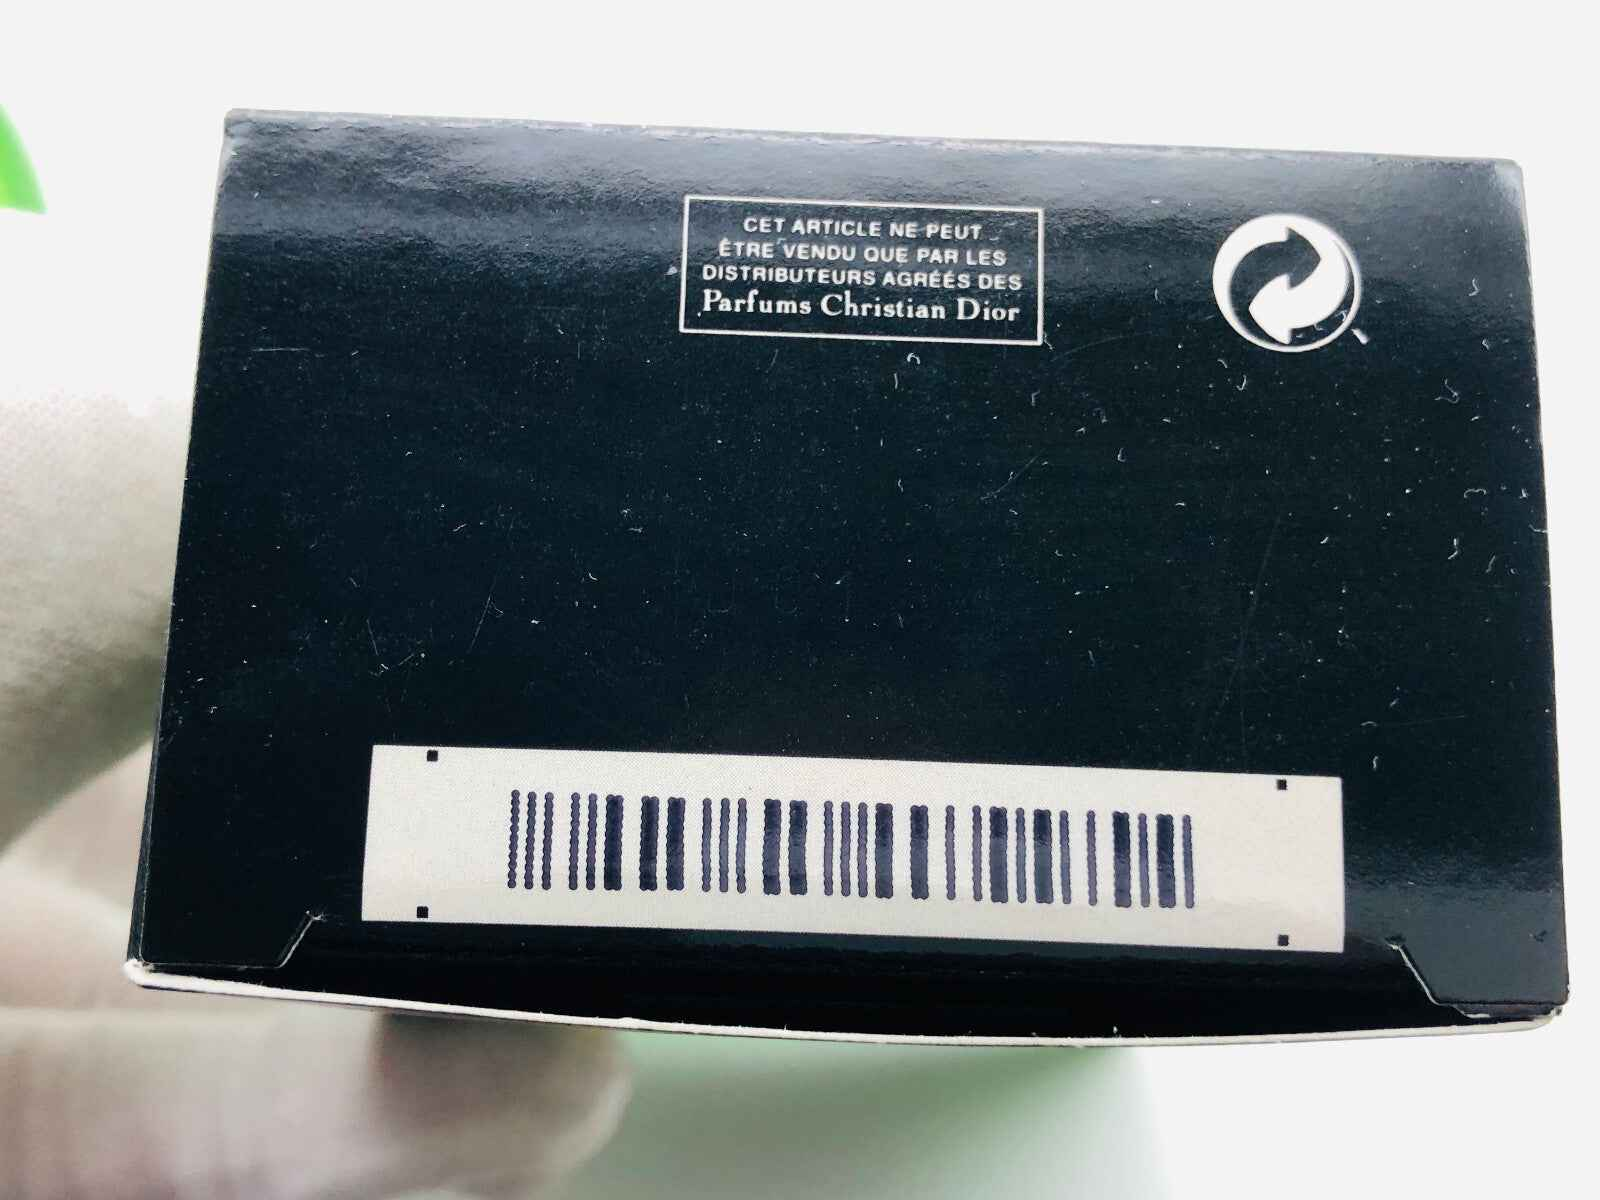 CET ARTICLE NE PEUT
ÊTRE VENDU QUE PAR LES
DISTRIBUTEURS AGRÉÉS DES
Parfums Christian Dior